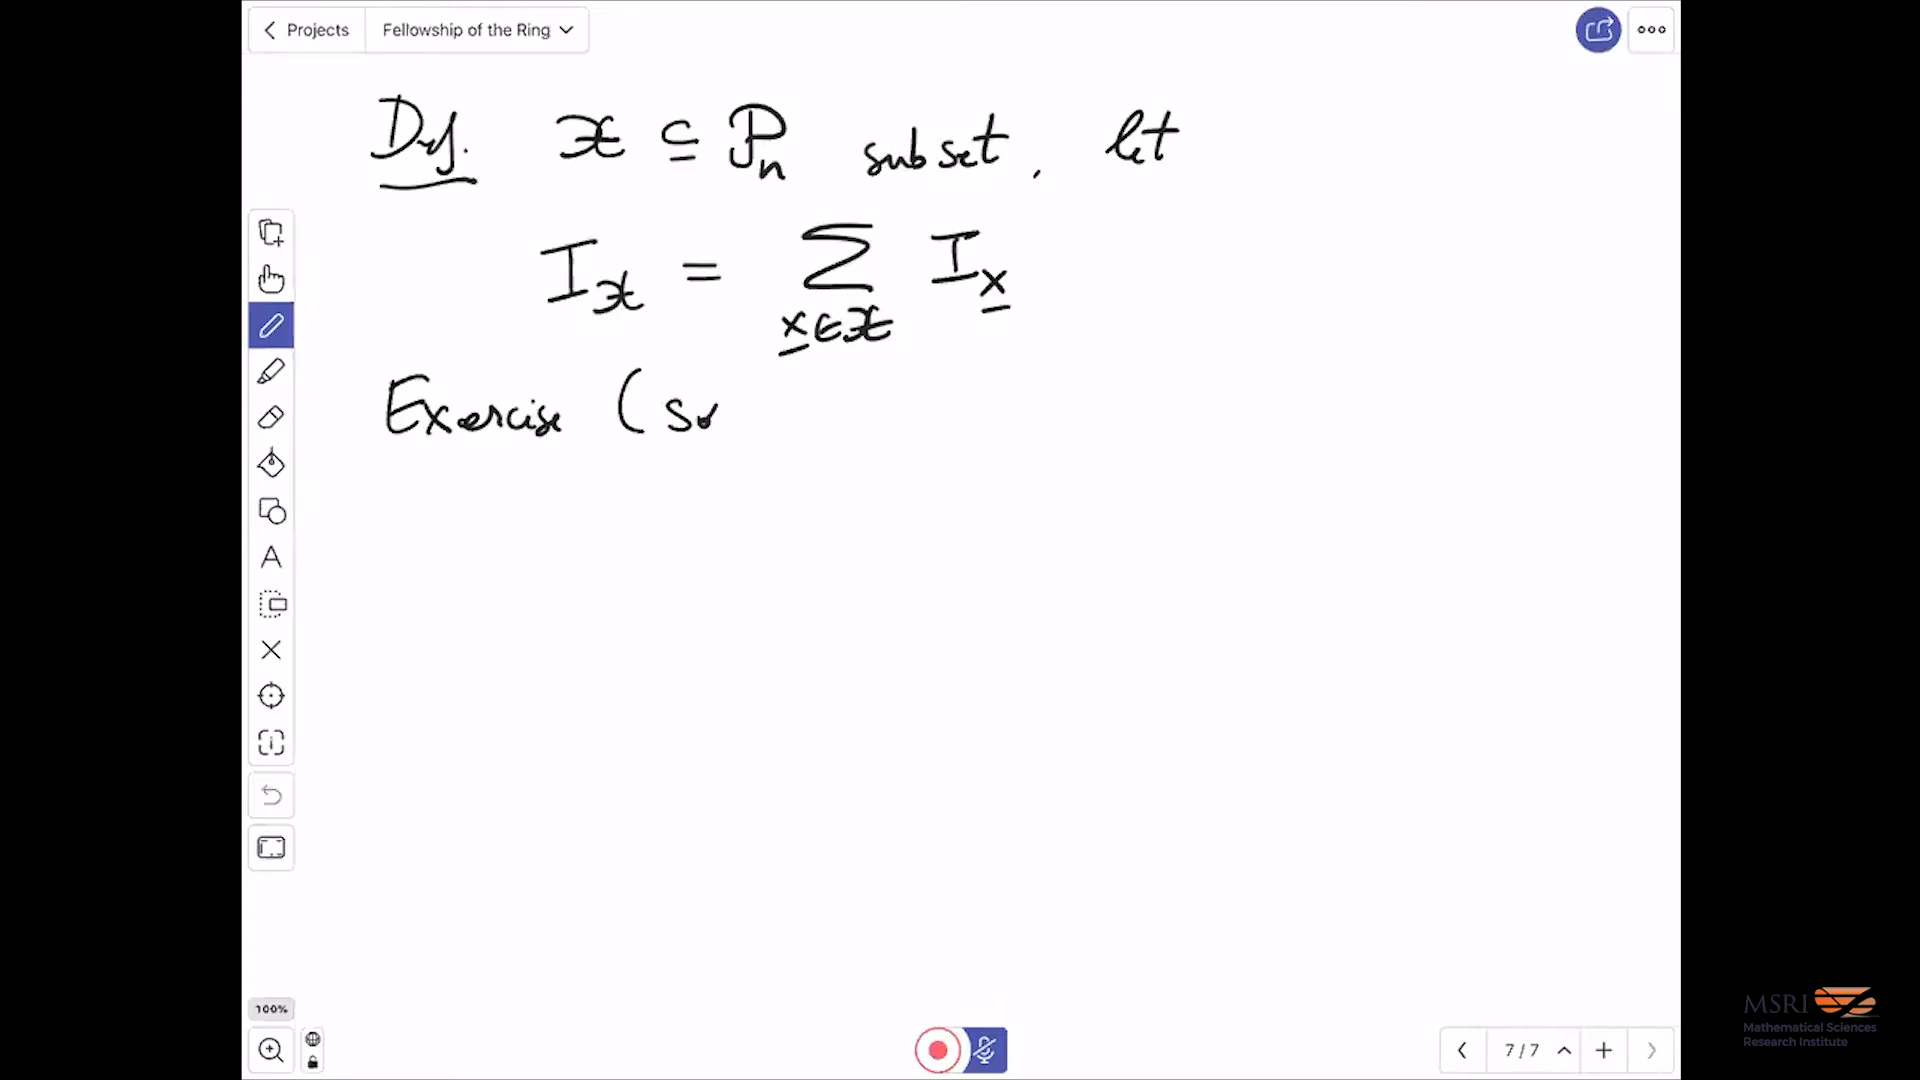 Projects
Fellowship of the Ring
Def. 𝒳 ⊆ 𝒫ₙ subset, let
I_𝒳 = ∑_{x∈𝒳} I_x
Exercise (so
100%
7/7
MSRI
Mathematical Sciences
Research Institute